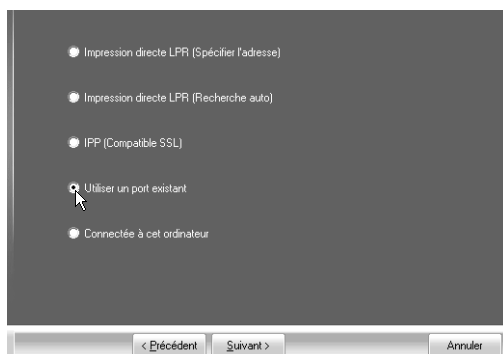 Impression directe LPR (Spécifier l'adresse)
Impression directe LPR (Recherche auto)
IPP (Compatible SSL)
Utiliser un port existant
Connectée à cet ordinateur
< Précédent Suivant > Annuler